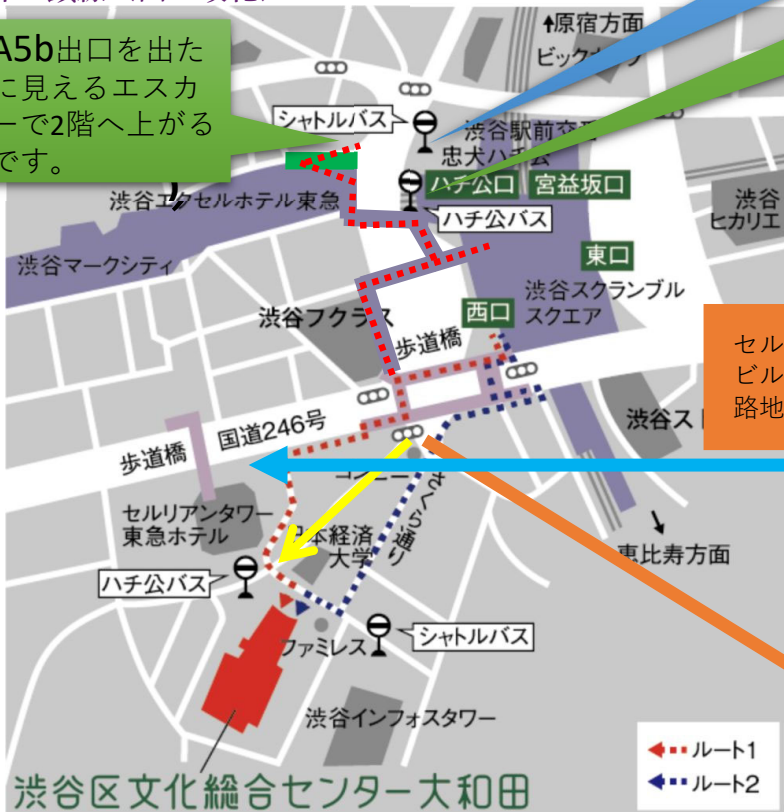 A5b出口を出た
に見えるエスカ
ーで2階へ上がる
です。
↑原宿方面
シャトルバス
渋谷駅前交
忠犬ハチ公
ハチ公口
宮益坂口
ハチ公バス
渋谷エクセルホテル東急
渋谷
ヒカリエ
東口
渋谷マークシティ
渋谷スクランブル
スクエア
西口
渋谷フクラス
歩道橋
セル
ビル
路地
渋谷ス
国道246号
歩道橋
さくら通り
セルリアンタワー
東急ホテル
本経済
大学
恵比寿方面
ハチ公バス
シャトルバス
ファミレス
渋谷インフォスタワー
ルート1
ルート2
渋谷区文化総合センター大和田